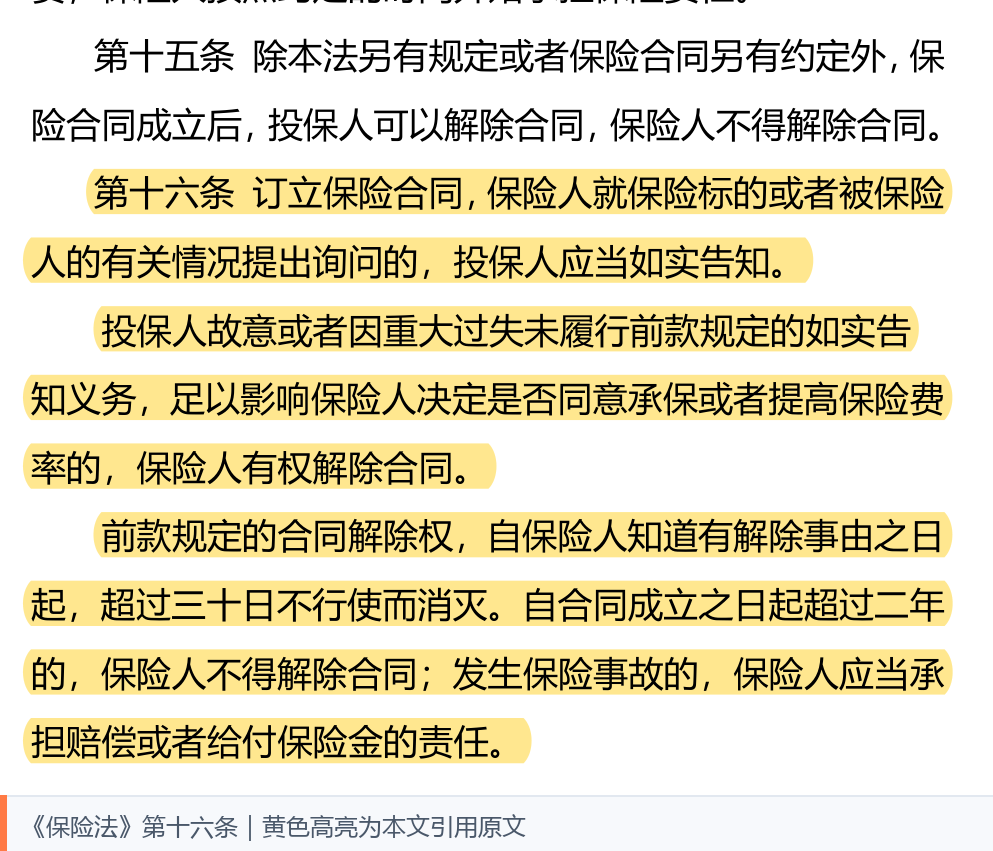 第十五条 除本法另有规定或者保险合同另有约定外，保
险合同成立后，投保人可以解除合同，保险人不得解除合同。
第十六条 订立保险合同，保险人就保险标的或者被保险
人的有关情况提出询问的，投保人应当如实告知。
投保人故意或者因重大过失未履行前款规定的如实告
知义务，足以影响保险人决定是否同意承保或者提高保险费
率的，保险人有权解除合同。
前款规定的合同解除权，自保险人知道有解除事由之日
起，超过三十日不行使而消灭。自合同成立之日起超过二年
的，保险人不得解除合同；发生保险事故的，保险人应当承
担赔偿或者给付保险金的责任。
《保险法》第十六条｜黄色高亮为本文引用原文